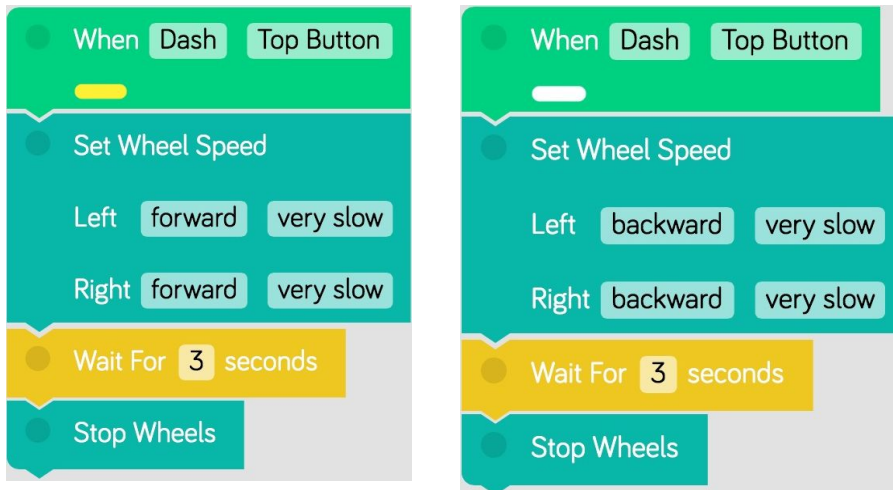 When Dash Top Button
Set Wheel Speed
Left forward very slow
Right forward very slow
Wait For 3 seconds
Stop Wheels
When Dash Top Button
Set Wheel Speed
Left backward very slow
Right backward very slow
Wait For 3 seconds
Stop Wheels